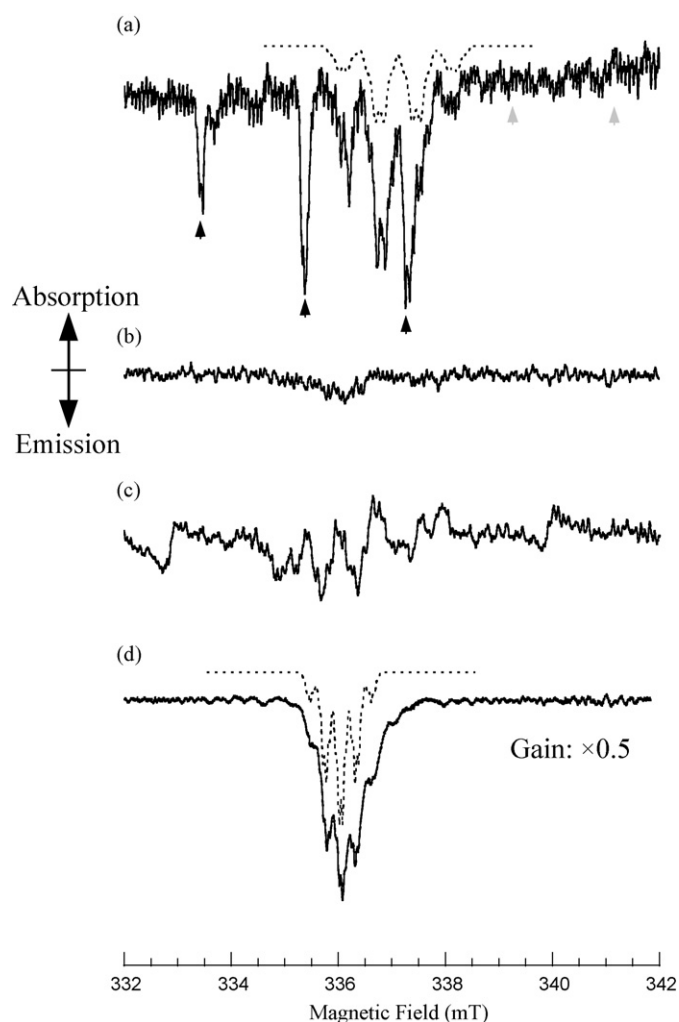 (a)
Absorption
(b)
Emission
(c)
(d)
Gain: ×0.5
332 334 336 338 340 342
Magnetic Field (mT)